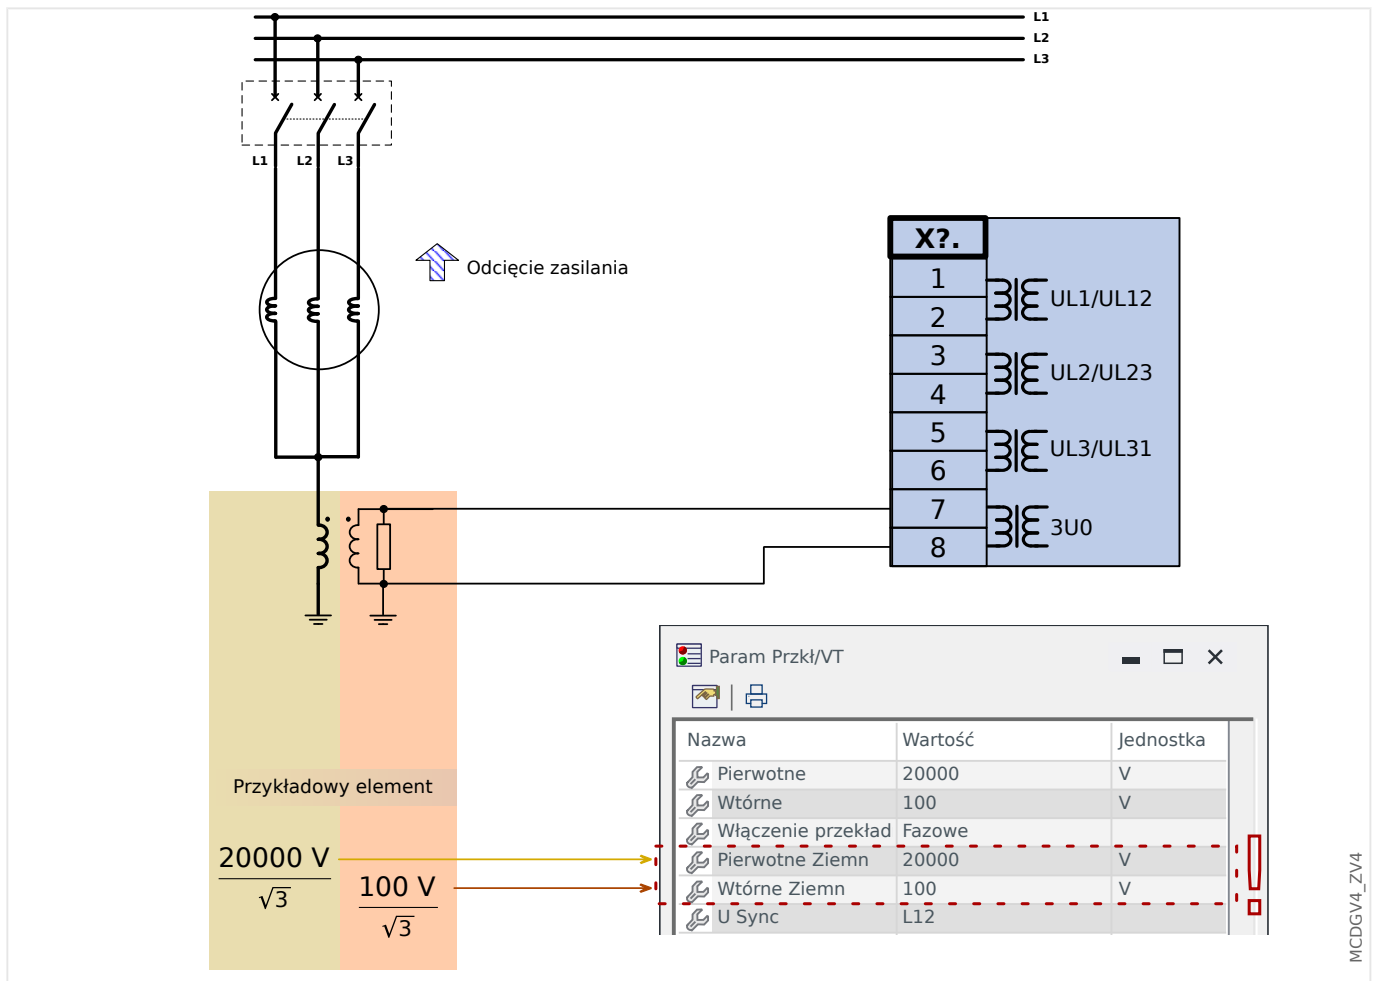 L1
L2
L3
L1 L2 L3
Odcięcie zasilania
X?.
1
2
3
4
5
6
7
8
UL1/UL12
UL2/UL23
UL3/UL31
3U0
Param Przkł/VT
Nazwa Wartość Jednostka
Pierwotne 20000 V
Wtórne 100 V
Włączenie przekład Fazowe
Pierwotne Ziemn 20000 V
Wtórne Ziemn 100 V
U Sync L12
Przykładowy element
20000 V
√3
100 V
√3
MCDGV4_ZV4